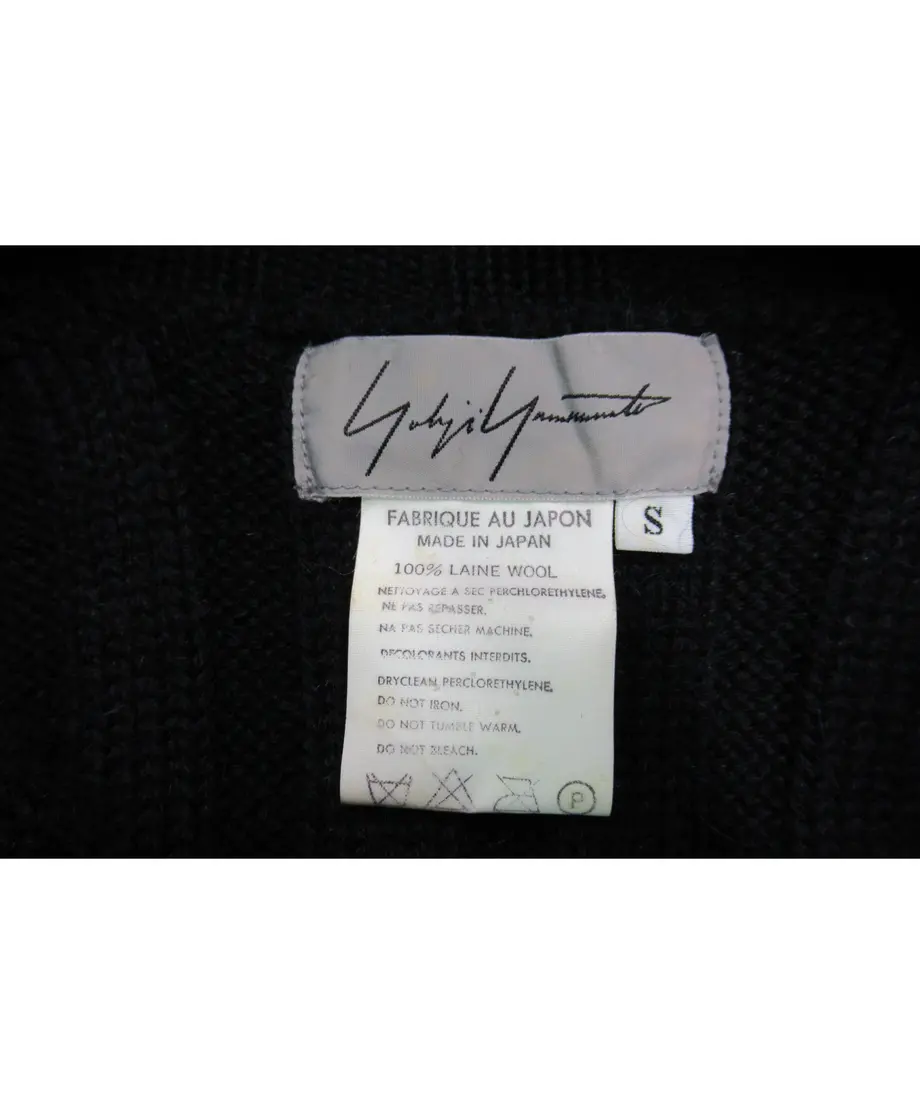 Yohji Yamamoto
FABRIQUE AU JAPON
MADE IN JAPAN
S
100% LAINE WOOL
NETTOYAGE A SEC PERCHLORETHYLENE.
NE PAS REPASSER.
NA PAS SECHER MACHINE.
DECOLORANTS INTERDITS.
DRYCLEAN PERCLORETHYLENE.
DO NOT IRON.
DO NOT TUMBLE WARM.
DO NOT BLEACH.
P